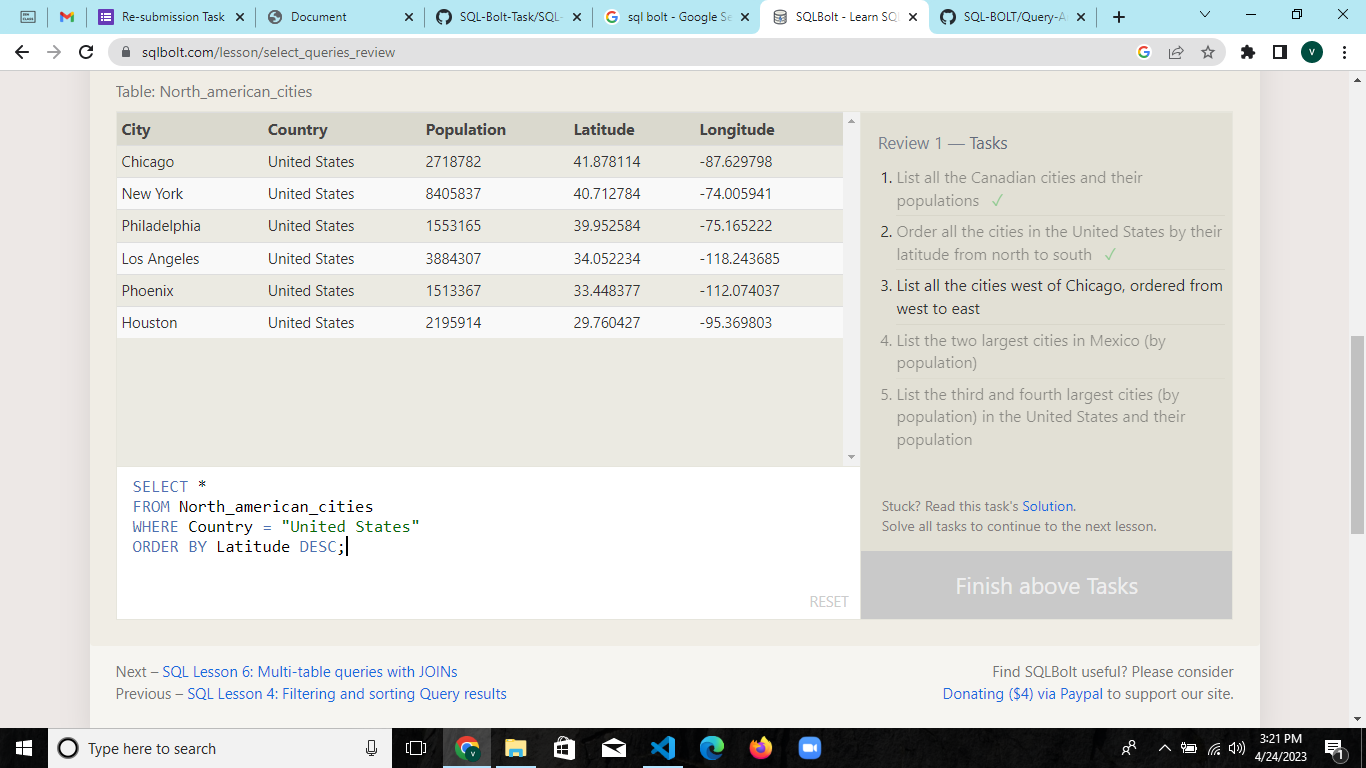 Re-submission Task
Document
SQL-Bolt-Task/SQL-
sql bolt - Google Se
SQLBolt - Learn SQL
SQL-BOLT/Query-A
sqlbolt.com/lesson/select_queries_review
V
Table: North_american_cities
City Country Population Latitude Longitude
Chicago United States 2718782 41.878114 -87.629798
New York United States 8405837 40.712784 -74.005941
Philadelphia United States 1553165 39.952584 -75.165222
Los Angeles United States 3884307 34.052234 -118.243685
Phoenix United States 1513367 33.448377 -112.074037
Houston United States 2195914 29.760427 -95.369803
SELECT *
FROM North_american_cities
WHERE Country = "United States"
ORDER BY Latitude DESC;
RESET
Review 1 — Tasks
1. List all the Canadian cities and their
populations ✓
2. Order all the cities in the United States by their
latitude from north to south ✓
3. List all the cities west of Chicago, ordered from
west to east
4. List the two largest cities in Mexico (by
population)
5. List the third and fourth largest cities (by
population) in the United States and their
population
Stuck? Read this task's Solution.
Solve all tasks to continue to the next lesson.
Finish above Tasks
Next – SQL Lesson 6: Multi-table queries with JOINs
Previous – SQL Lesson 4: Filtering and sorting Query results
Find SQLBolt useful? Please consider
Donating ($4) via Paypal to support our site.
Type here to search
3:21 PM
4/24/2023
1